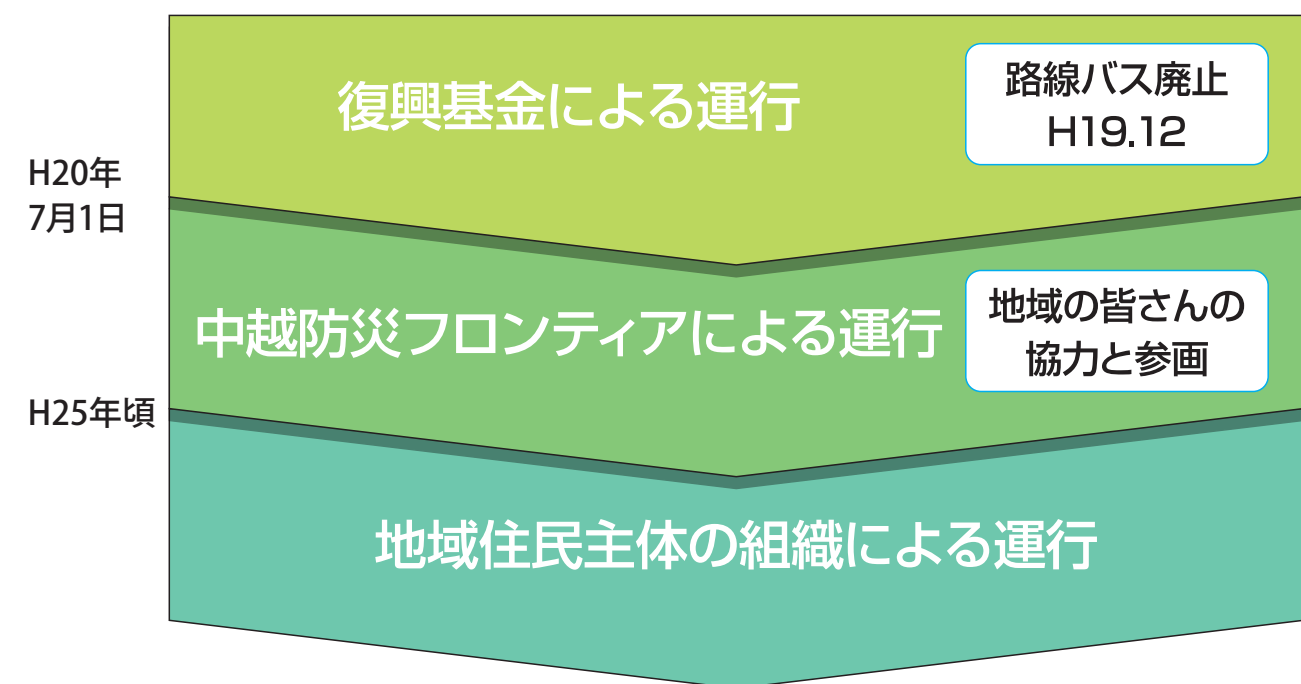 復興基金による運行
路線バス廃止
H19.12
H20年
7月1日
中越防災フロンティアによる運行
地域の皆さんの
協力と参画
H25年頃
地域住民主体の組織による運行